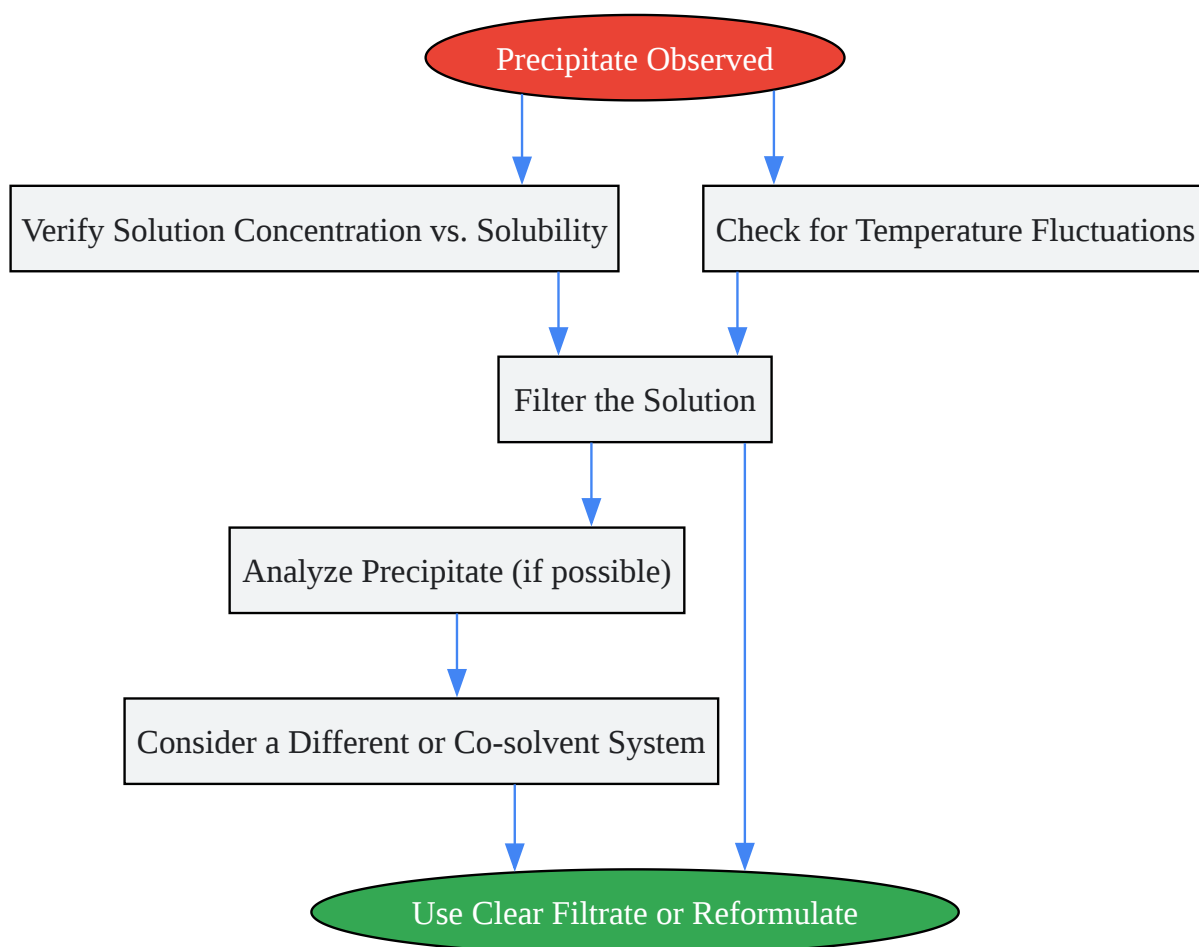 Precipitate Observed
Verify Solution Concentration vs. Solubility
Check for Temperature Fluctuations
Filter the Solution
Analyze Precipitate (if possible)
Consider a Different or Co-solvent System
Use Clear Filtrate or Reformulate